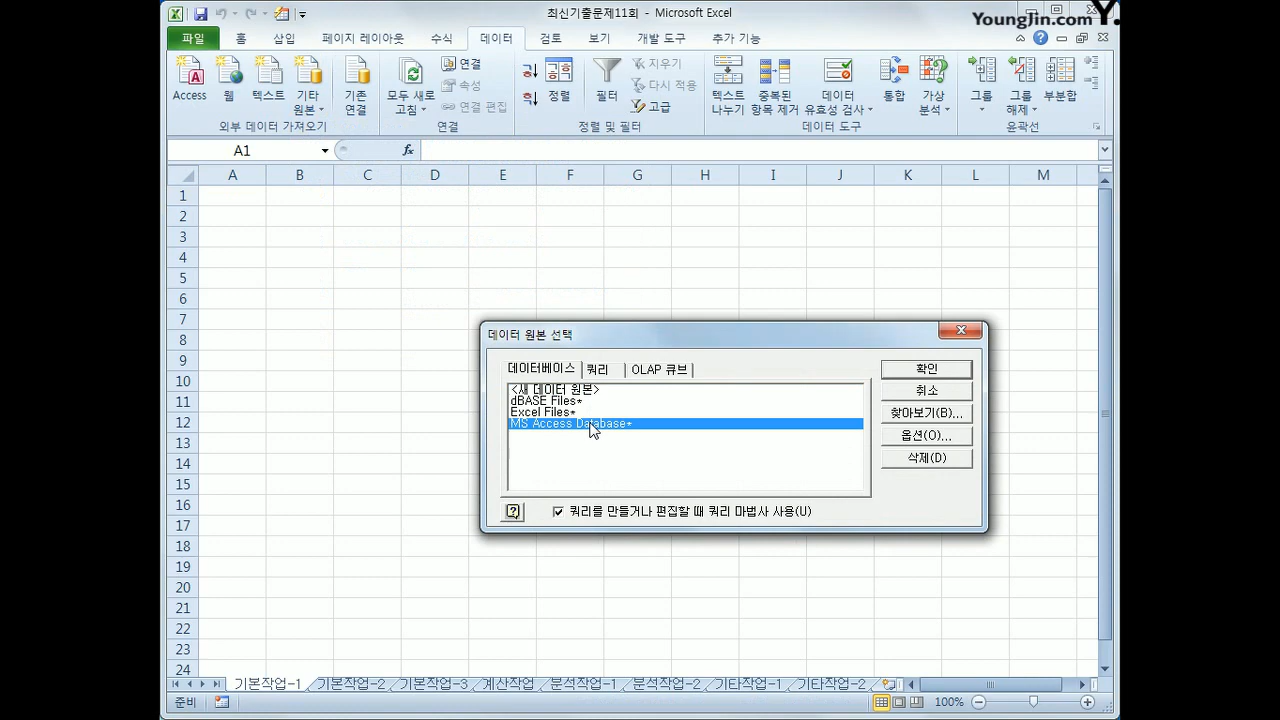 최신기출문제11회 - Microsoft Excel
YoungJin.com Y.
파일 홈 삽입 페이지 레이아웃 수식 데이터 검토 보기 개발 도구 추가 기능
Access 웹 텍스트 기타 원본 기존 연결
외부 데이터 가져오기
모두 새로 고침 연결 속성 연결 편집
연결
정렬 필터 지우기 다시 적용 고급
정렬 및 필터
텍스트 나누기 중복된 항목 제거 데이터 유효성 검사 통합 가상 분석
데이터 도구
그룹 그룹 해제 부분합
윤곽선
A1 fx
A B C D E F G H I J K L M
1
2
3
4
5
6
7
8
9
10
11
12
13
14
15
16
17
18
19
20
21
22
23
24
데이터 원본 선택
데이터베이스 쿼리 OLAP 큐브
<새 데이터 원본>
dBASE Files*
Excel Files*
MS Access Database*
확인
취소
찾아보기(B)...
옵션(O)...
삭제(D)
쿼리를 만들거나 편집할 때 쿼리 마법사 사용(U)
기본작업-1 기본작업-2 기본작업-3 계산작업 분석작업-1 분석작업-2 기타작업-1 기타작업-2
준비 100%